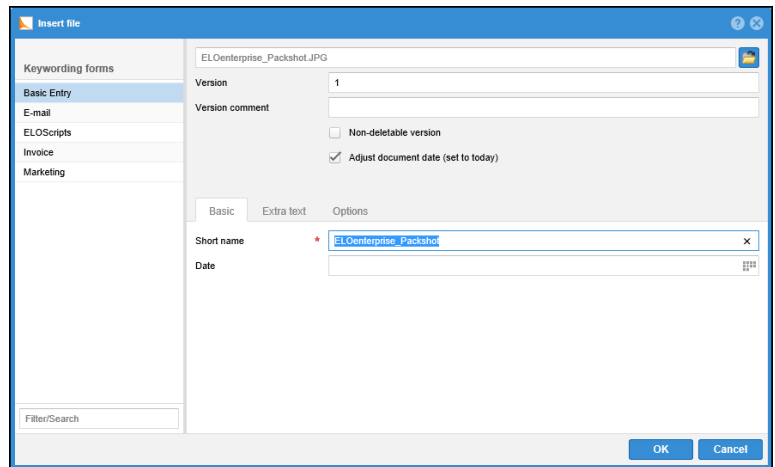 Insert file
Keywording forms
Basic Entry
E-mail
ELOScripts
Invoice
Marketing
Filter/Search
ELOenterprise_Packshot.JPG
Version
1
Version comment
Non-deletable version
Adjust document date (set to today)
Basic Extra text Options
Short name * ELOenterprise_Packshot
Date
OK Cancel